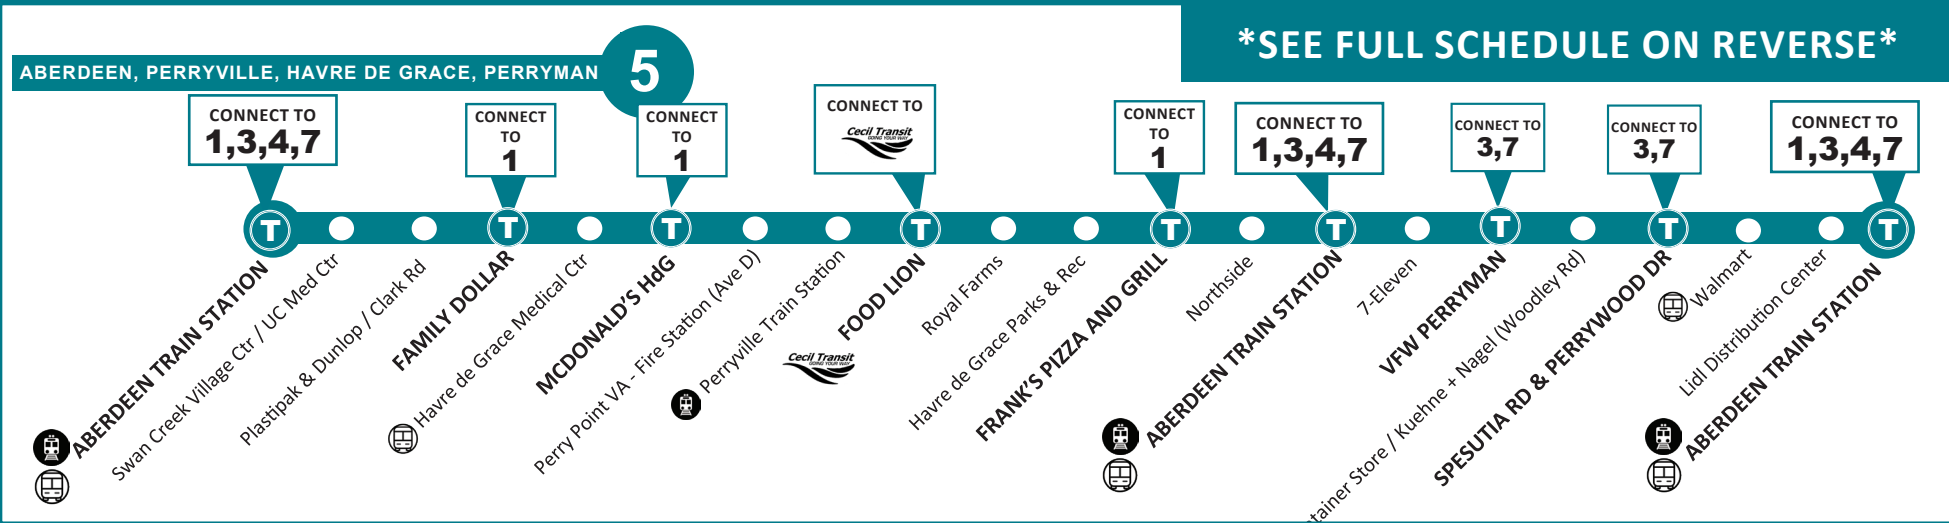 *SEE FULL SCHEDULE ON REVERSE*
ABERDEEN, PERRYVILLE, HAVRE DE GRACE, PERRYMAN
5
CONNECT TO
1,3,4,7
CONNECT
TO
1
CONNECT
TO
1
CONNECT TO
Cecil Transit
GOING YOUR WAY
CONNECT
TO
1
CONNECT TO
1,3,4,7
CONNECT TO
3,7
CONNECT TO
3,7
CONNECT TO
1,3,4,7
T
T
T
T
T
T
T
T
T
ABERDEEN TRAIN STATION
Swan Creek Village Ctr / UC Med Ctr
Plastipak & Dunlop / Clark Rd
FAMILY DOLLAR
Havre de Grace Medical Ctr
MCDONALD'S HdG
Perry Point VA - Fire Station (Ave D)
Perryville Train Station
FOOD LION
Cecil Transit
GOING YOUR WAY
Royal Farms
Havre de Grace Parks & Rec
FRANK'S PIZZA AND GRILL
Northside
ABERDEEN TRAIN STATION
7-Eleven
VFW PERRYMAN
tainer Store / Kuehne + Nagel (Woodley Rd)
SPESUTIA RD & PERRYWOOD DR
Walmart
Lidl Distribution Center
ABERDEEN TRAIN STATION